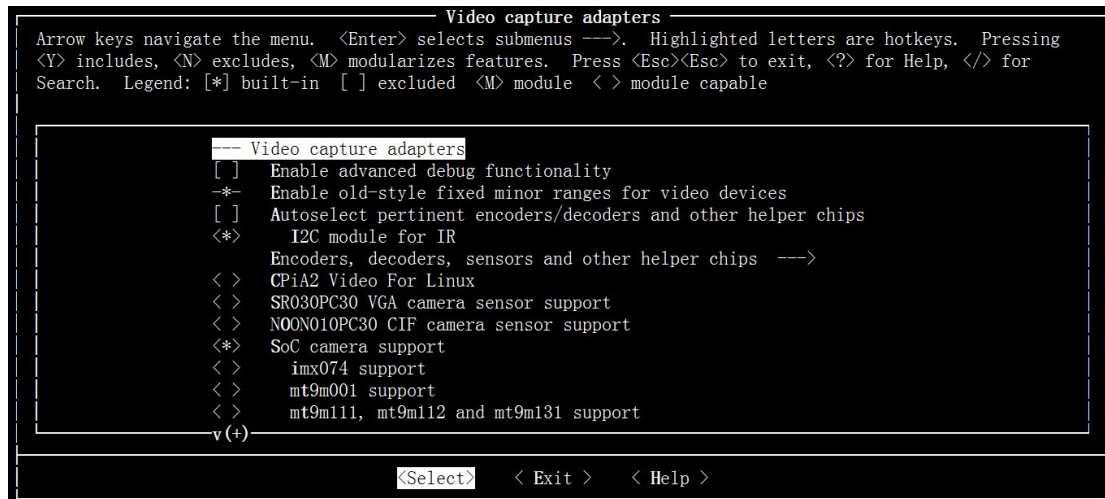 Video capture adapters
Arrow keys navigate the menu.  <Enter> selects submenus --->.  Highlighted letters are hotkeys.  Pressing
<Y> includes, <N> excludes, <M> modularizes features.  Press <Esc><Esc> to exit, <?> for Help, </> for
Search.  Legend: [*] built-in  [ ] excluded  <M> module  < > module capable
--- Video capture adapters
[ ]   Enable advanced debug functionality
-*-   Enable old-style fixed minor ranges for video devices
[ ]   Autoselect pertinent encoders/decoders and other helper chips
<*>     I2C module for IR
      Encoders, decoders, sensors and other helper chips  --->
< >   CPiA2 Video For Linux
< >   SR030PC30 VGA camera sensor support
< >   NOON010PC30 CIF camera sensor support
<*>   SoC camera support
< >     imx074 support
< >     mt9m001 support
< >     mt9m111, mt9m112 and mt9m131 support
v(+)
<Select>    < Exit >    < Help >